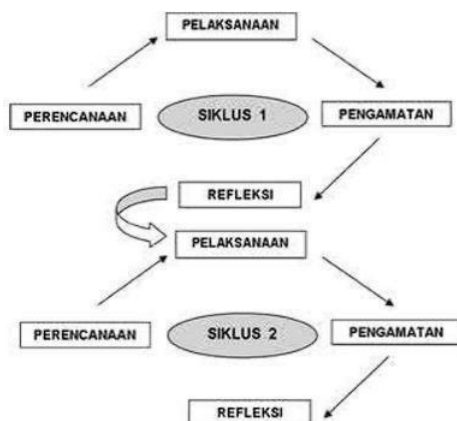 PELAKSANAAN
PERENCANAAN
SIKLUS 1
PENGAMATAN
REFLEKSI
PELAKSANAAN
PERENCANAAN
SIKLUS 2
PENGAMATAN
REFLEKSI